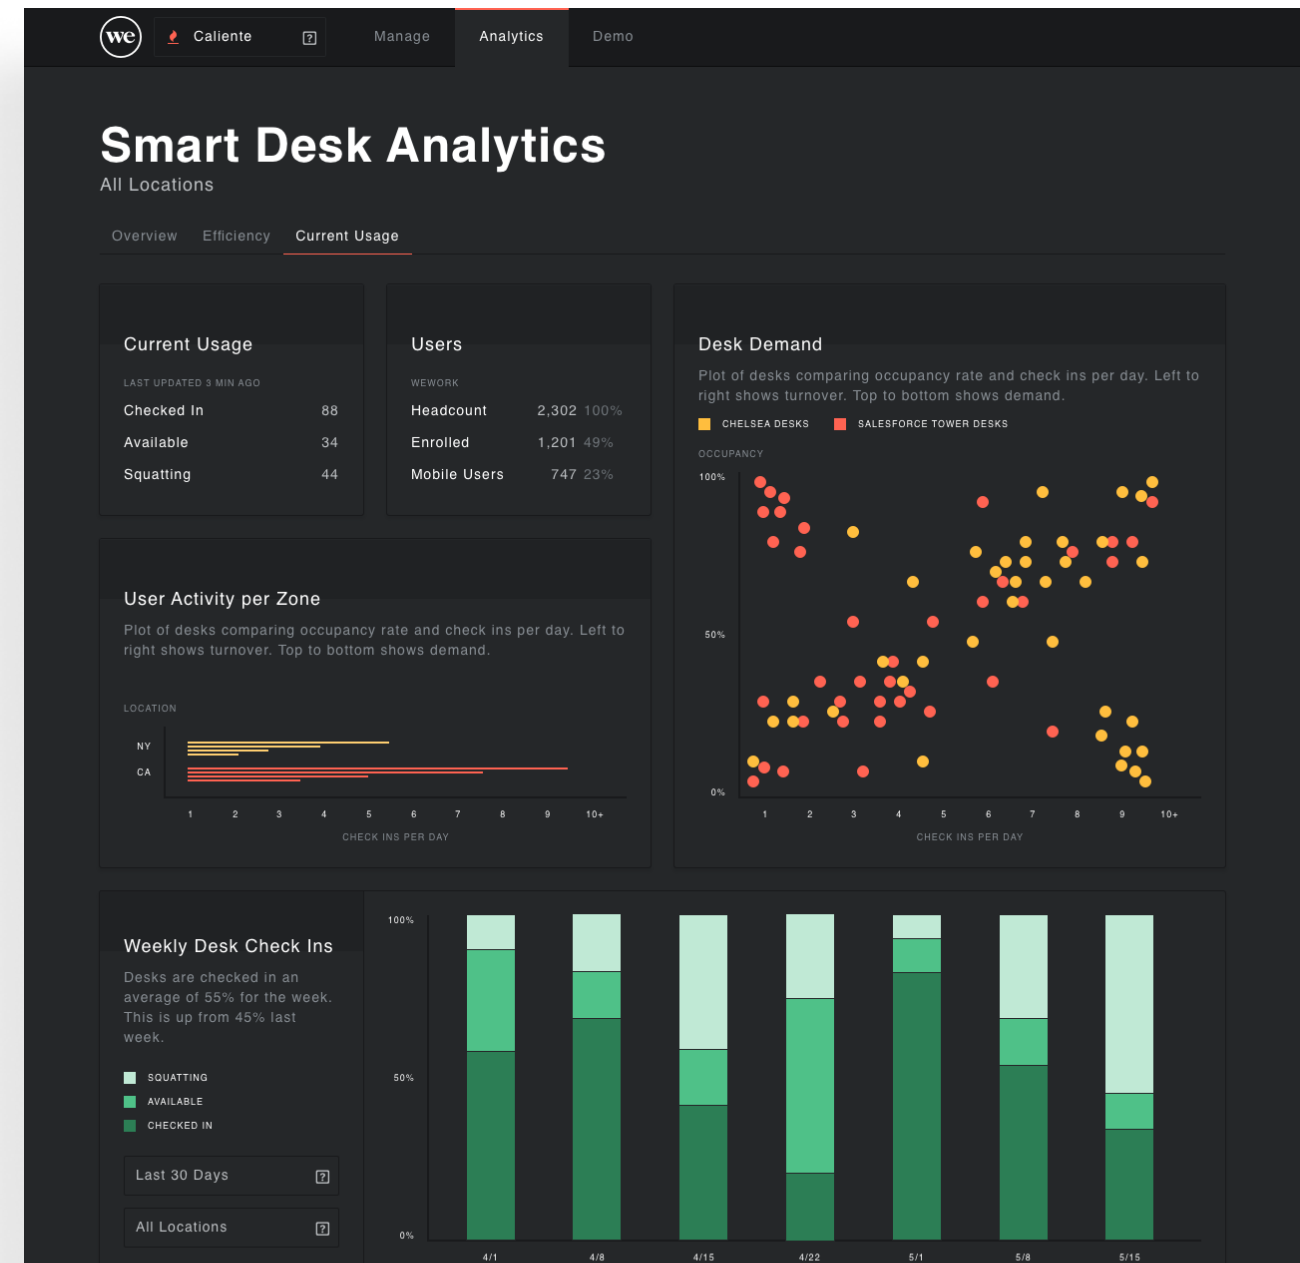 we
Caliente ?
Manage
Analytics
Demo
Smart Desk Analytics
All Locations
Overview
Efficiency
Current Usage
Current Usage
LAST UPDATED 3 MIN AGO
Checked In 88
Available 34
Squatting 44
Users
WEWORK
Headcount 2,302 100%
Enrolled 1,201 49%
Mobile Users 747 23%
Desk Demand
Plot of desks comparing occupancy rate and check ins per day. Left to
right shows turnover. Top to bottom shows demand.
CHELSEA DESKS
SALESFORCE TOWER DESKS
OCCUPANCY
100%
50%
0%
1 2 3 4 5 6 7 8 9 10+
CHECK INS PER DAY
User Activity per Zone
Plot of desks comparing occupancy rate and check ins per day. Left to
right shows turnover. Top to bottom shows demand.
LOCATION
NY
CA
1 2 3 4 5 6 7 8 9 10+
CHECK INS PER DAY
Weekly Desk Check Ins
Desks are checked in an
average of 55% for the week.
This is up from 45% last
week.
SQUATTING
AVAILABLE
CHECKED IN
Last 30 Days ?
All Locations ?
100%
50%
0%
4/1 4/8 4/15 4/22 5/1 5/8 5/15